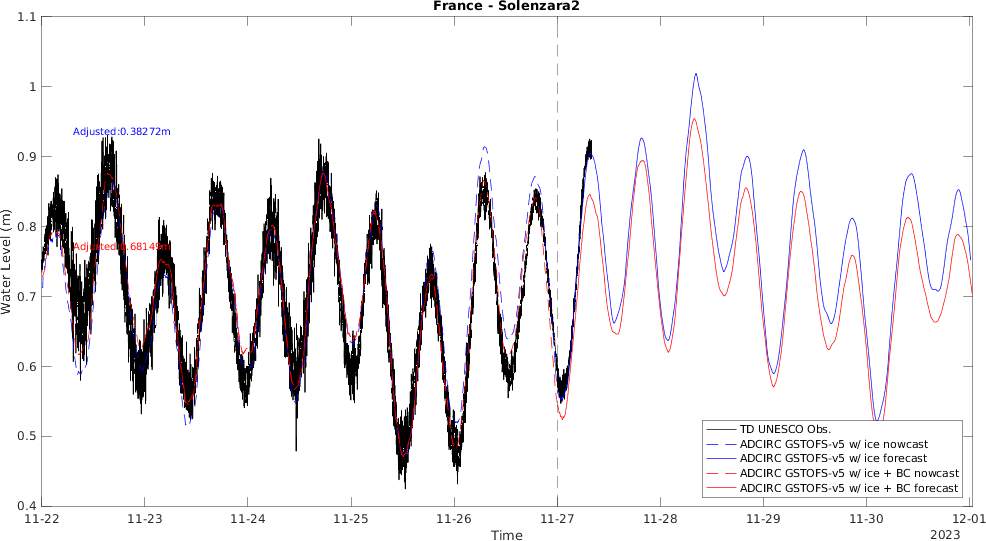 France - Solenzara2
Water Level (m)
1.1
1
0.9
0.8
0.7
0.6
0.5
0.4
Adjusted:0.38272m
TD UNESCO Obs.
ADCIRC GSTOFS-v5 w/ ice nowcast
ADCIRC GSTOFS-v5 w/ ice forecast
ADCIRC GSTOFS-v5 w/ ice + BC nowcast
ADCIRC GSTOFS-v5 w/ ice + BC forecast
11-22
11-23
11-24
11-25
11-26
11-27
11-28
11-29
11-30
12-01
Time
2023